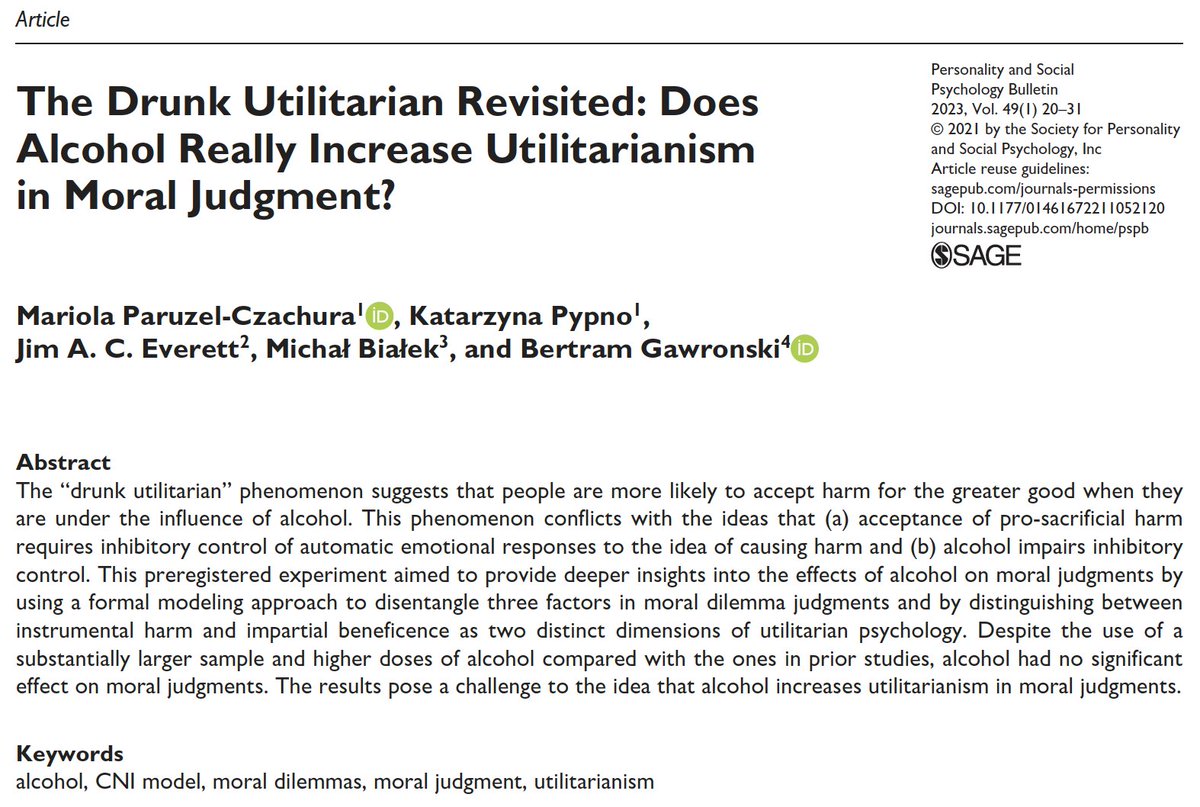 Article
Personality and Social
Psychology Bulletin
2023, Vol. 49(1) 20–31
© 2021 by the Society for Personality
and Social Psychology, Inc
Article reuse guidelines:
sagepub.com/journals-permissions
DOI: 10.1177/01461672211052120
journals.sagepub.com/home/pspb
SAGE
The Drunk Utilitarian Revisited: Does
Alcohol Really Increase Utilitarianism
in Moral Judgment?
Mariola Paruzel-Czachura¹ iD, Katarzyna Pypno¹,
Jim A. C. Everett², Michał Białek³, and Bertram Gawronski⁴ iD
Abstract
The “drunk utilitarian” phenomenon suggests that people are more likely to accept harm for the greater good when they
are under the influence of alcohol. This phenomenon conflicts with the ideas that (a) acceptance of pro-sacrificial harm
requires inhibitory control of automatic emotional responses to the idea of causing harm and (b) alcohol impairs inhibitory
control. This preregistered experiment aimed to provide deeper insights into the effects of alcohol on moral judgments by
using a formal modeling approach to disentangle three factors in moral dilemma judgments and by distinguishing between
instrumental harm and impartial beneficence as two distinct dimensions of utilitarian psychology. Despite the use of a
substantially larger sample and higher doses of alcohol compared with the ones in prior studies, alcohol had no significant
effect on moral judgments. The results pose a challenge to the idea that alcohol increases utilitarianism in moral judgments.
Keywords
alcohol, CNI model, moral dilemmas, moral judgment, utilitarianism